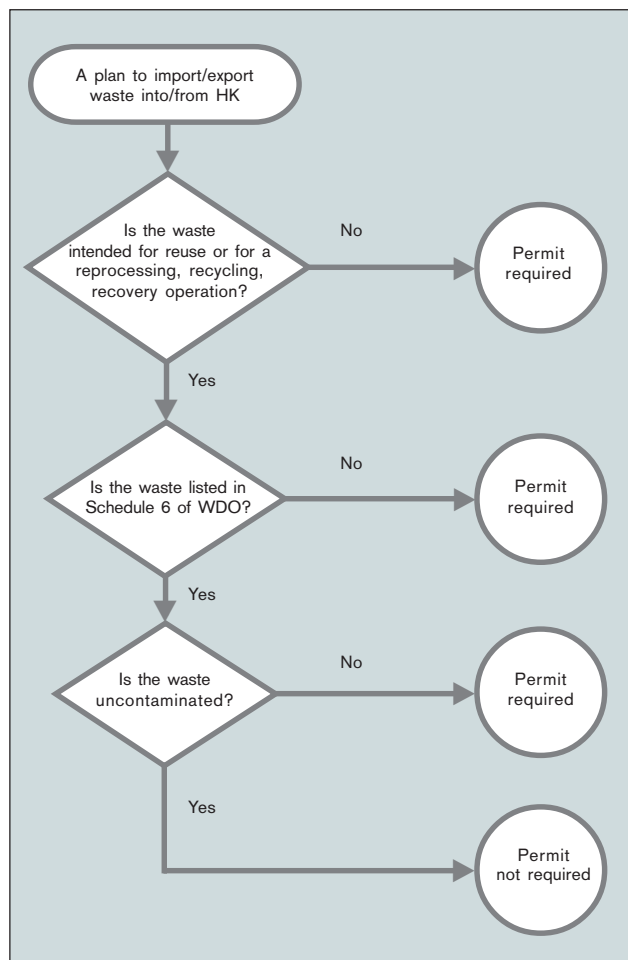 A plan to import/export
waste into/from HK
Is the waste
intended for reuse or for a
reprocessing, recycling,
recovery operation?
No
Permit
required
Yes
Is the waste listed in
Schedule 6 of WDO?
No
Permit
required
Yes
Is the waste
uncontaminated?
No
Permit
required
Yes
Permit
not required